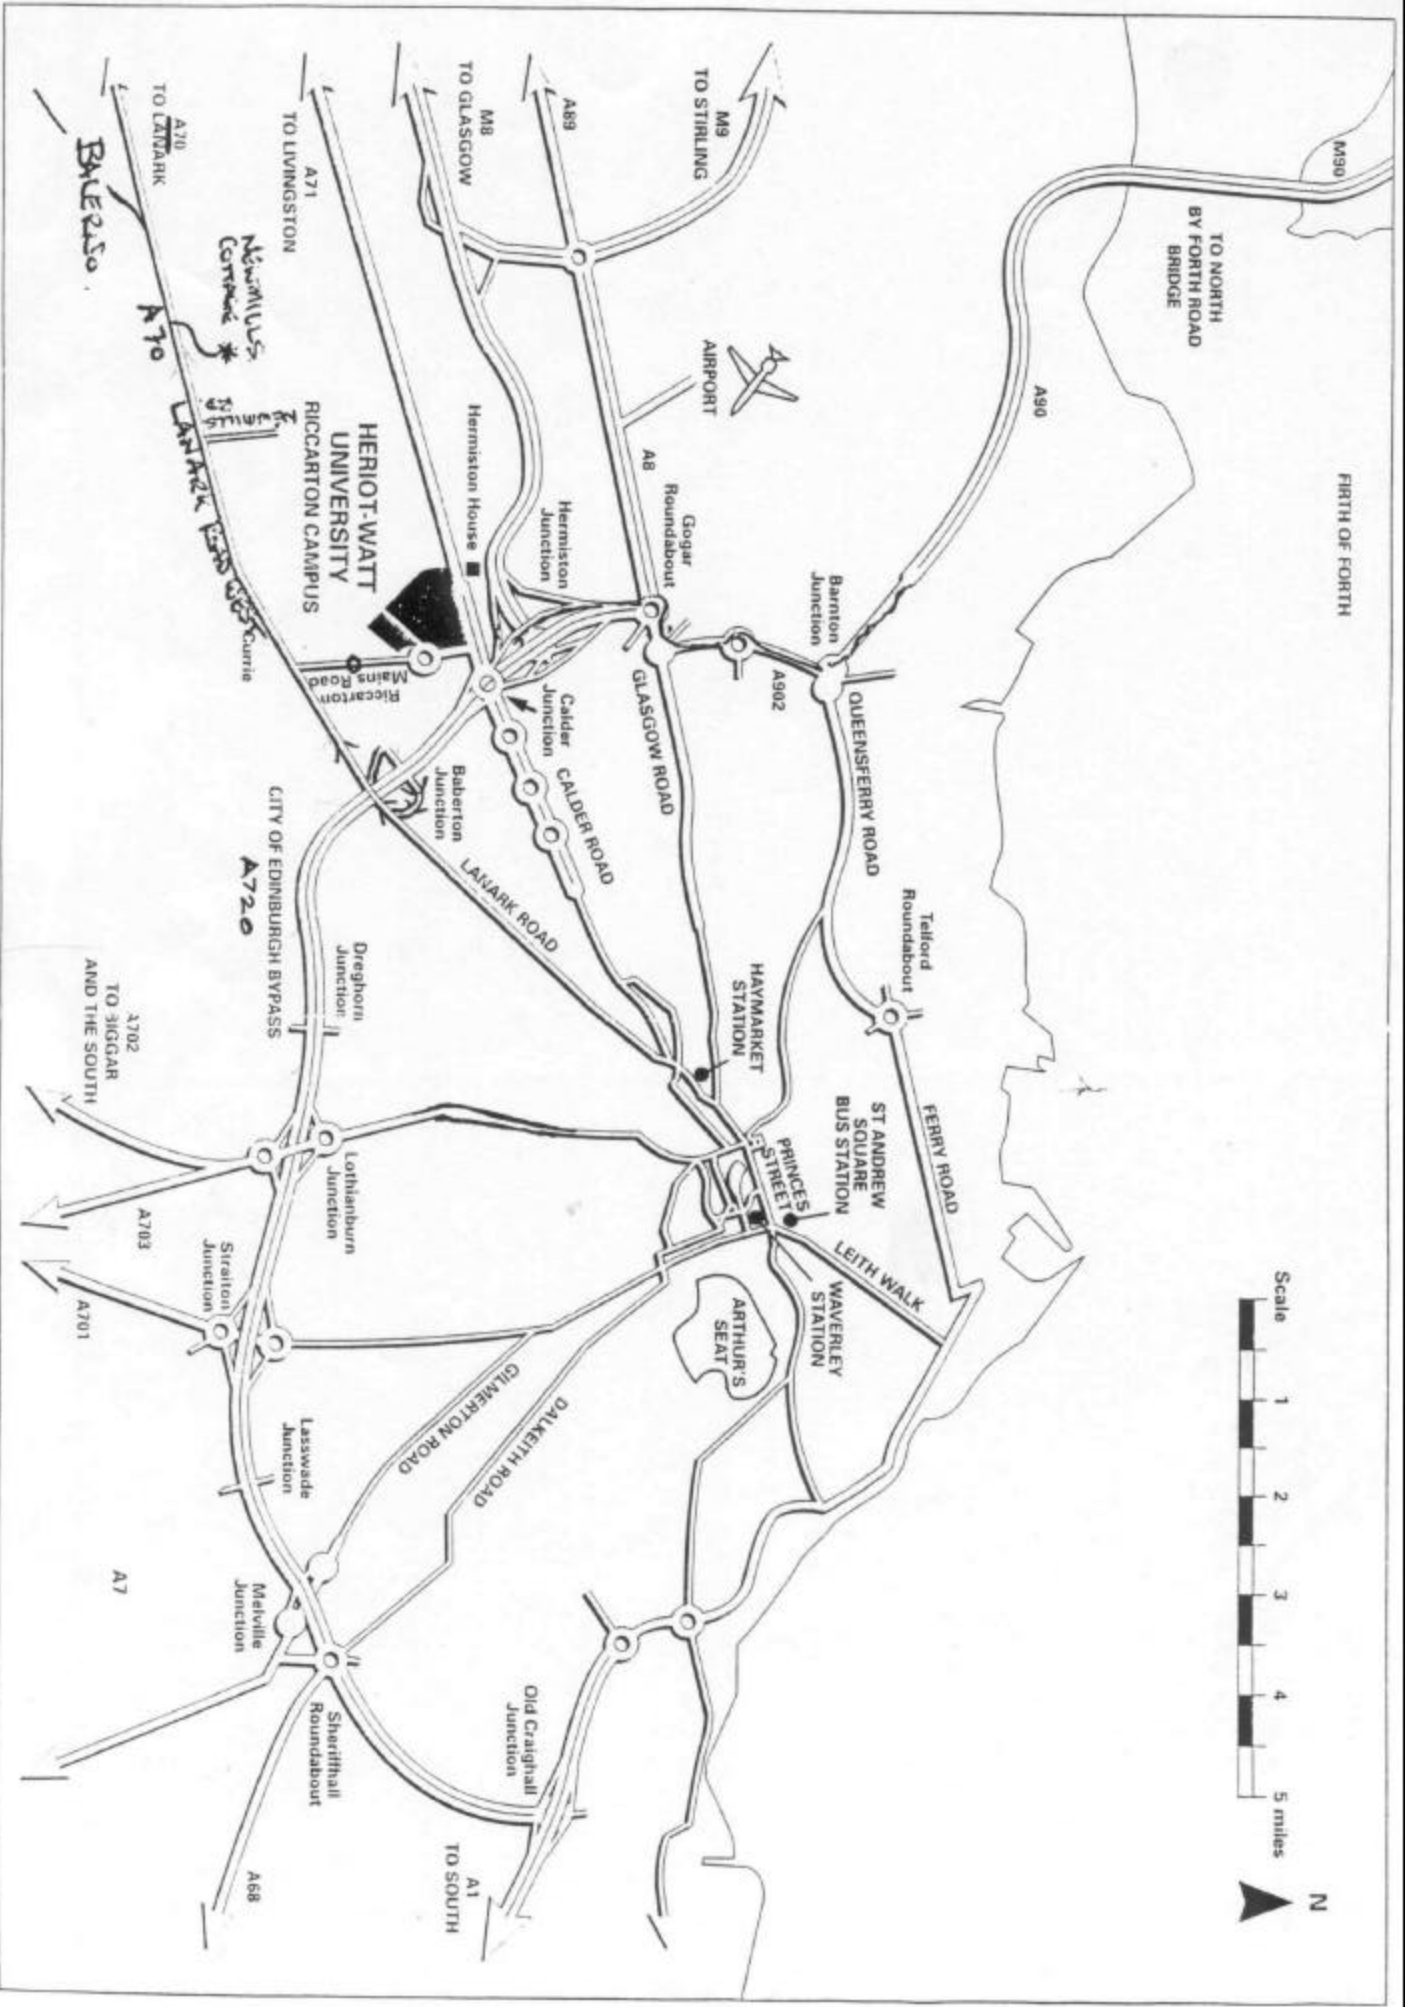 FIRTH OF FORTH
Scale
1
2
3
4
5 miles
N
M90
TO NORTH
BY FORTH ROAD
BRIDGE
A90
M9
TO STIRLING
A89
M8
TO GLASGOW
A71
TO LIVINGSTON
A70
TO LANARK
BALERNO.
NEWMILLS
COTTAGE *
A70
LANARK ROAD WEST
Currie
AIRPORT
A8
Gogar
Roundabout
Hermiston
Junction
Hermiston House
HERIOT-WATT
UNIVERSITY
RICCARTON CAMPUS
Riccarton
Mains Road
Barnton
Junction
A902
QUEENSFERRY ROAD
GLASGOW ROAD
Calder
Junction
CALDER ROAD
Baberton
Junction
LANARK ROAD
CITY OF EDINBURGH BYPASS
A720
Dreghorn
Junction
Telford
Roundabout
FERRY ROAD
HAYMARKET
STATION
ST ANDREW
SQUARE
BUS STATION
PRINCES
STREET
LEITH WALK
WAVERLEY
STATION
ARTHUR'S
SEAT
A702
TO BIGGAR
AND THE SOUTH
Lothianburn
Junction
A703
Straiton
Junction
A701
GILMERTON ROAD
DALKEITH ROAD
Lasswade
Junction
A7
Melville
Junction
Sheriffhall
Roundabout
Old Craighall
Junction
A68
A1
TO SOUTH